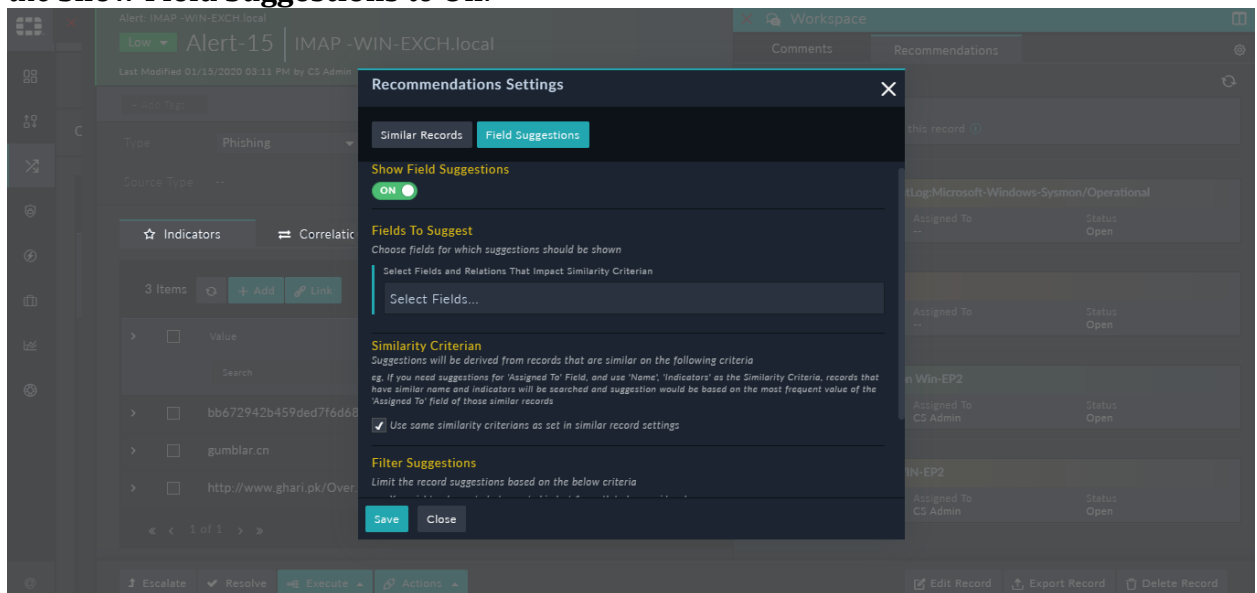 the Show Field Suggestions to On.
Alert: IMAP -WIN-EXCH.local
Low Alert-15 | IMAP -WIN-EXCH.local
Last Modified 01/15/2020 03:11 PM by CS Admin
Workspace
Comments Recommendations
Recommendations Settings
Similar Records Field Suggestions
this record
Type Phishing
Source Type --
Show Field Suggestions
ON
tLog:Microsoft-Windows-Sysmon/Operational
Assigned To Status
-- Open
Indicators Correlatic
Fields To Suggest
Choose fields for which suggestions should be shown
Select Fields and Relations That Impact Similarity Criterian
Select Fields...
3 Items + Add Link
Assigned To Status
-- Open
Value
Search
Similarity Criterian
Suggestions will be derived from records that are similar on the following criteria
eg. If you need suggestions for 'Assigned To' Field, and use 'Name', 'Indicators' as the Similarity Criteria, records that
have similar name and indicators will be searched and suggestion would be based on the most frequent value of the
'Assigned To' field of those similar records
Use same similarity criterians as set in similar record settings
n Win-EP2
Assigned To Status
CS Admin Open
bb672942b459ded7f6d68
gumblar.cn
http://www.ghari.pk/Over
Filter Suggestions
Limit the record suggestions based on the below criteria
IN-EP2
Assigned To Status
CS Admin Open
Save Close
1 of 1
Escalate Resolve Execute Actions
Edit Record Export Record Delete Record